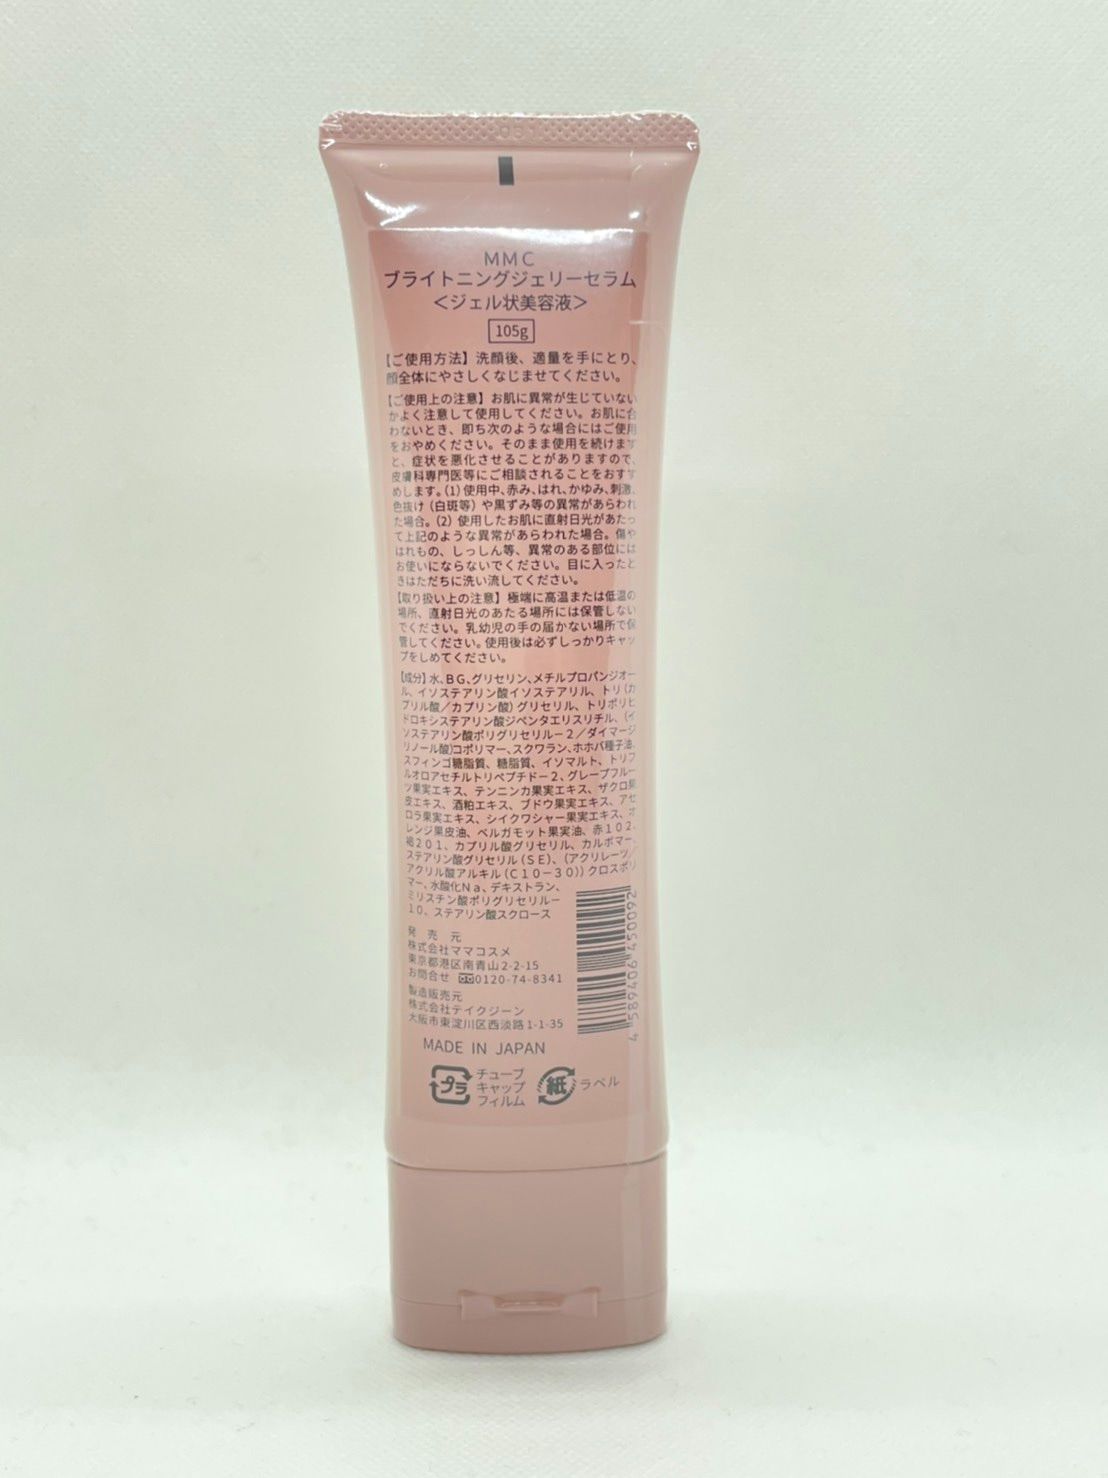 MMC
ブライトニングジェリーセラム
＜ジェル状美容液＞
105g
【ご使用方法】洗顔後、適量を手にとり、
顔全体にやさしくなじませてください。
【ご使用上の注意】お肌に異常が生じていない
かよく注意して使用してください。お肌に合
わないとき、即ち次のような場合にはご使用
をおやめください。そのまま使用を続けます
と、症状を悪化させることがありますので、
皮膚科専門医等にご相談されることをおすす
めします。(1)使用中、赤み、はれ、かゆみ、刺激、
色抜け（白斑等）や黒ずみ等の異常があらわれ
た場合。(2) 使用したお肌に直射日光があたっ
て上記のような異常があらわれた場合。傷や
はれもの、しっしん等、異常のある部位には
お使いにならないでください。目に入ったと
きはただちに洗い流してください。
【取り扱い上の注意】極端に高温または低温の
場所、直射日光のあたる場所には保管しない
でください。乳幼児の手の届かない場所で保
管してください。使用後は必ずしっかりキャッ
プをしめてください。
【成分】水、ＢＧ、グリセリン、メチルプロパンジオー
ル、イソステアリン酸イソステアリル、トリ（カ
プリル酸／カプリン酸）グリセリル、トリポリヒ
ドロキシステアリン酸ジペンタエリスリチル、（イ
ソステアリン酸ポリグリセリル－２／ダイマージ
リノール酸）コポリマー、スクワラン、ホホバ種子油、
スフィンゴ糖脂質、糖脂質、イソマルト、トリフ
ルオロアセチルトリペプチド－２、グレープフルー
ツ果実エキス、テンニンカ果実エキス、ザクロ果
皮エキス、酒粕エキス、ブドウ果実エキス、アセ
ロラ果実エキス、シイクワシャー果実エキス、オ
レンジ果皮油、ベルガモット果実油、赤１０２、
褐２０１、カプリル酸グリセリル、カルボマー、
ステアリン酸グリセリル（ＳＥ）、（アクリレーツ／
アクリル酸アルキル（Ｃ１０－３０））クロスポリ
マー、水酸化Ｎａ、デキストラン、
ミリスチン酸ポリグリセリル－
１０、ステアリン酸スクロース
発 売 元
株式会社ママコスメ
東京都港区南青山2-2-15
お問合せ 0120-74-8341
製造販売元
株式会社テイクジーン
大阪市東淀川区西淡路1-1-35
4589406450092
MADE IN JAPAN
プラ
チューブ
キャップ
フィルム
紙
ラベル